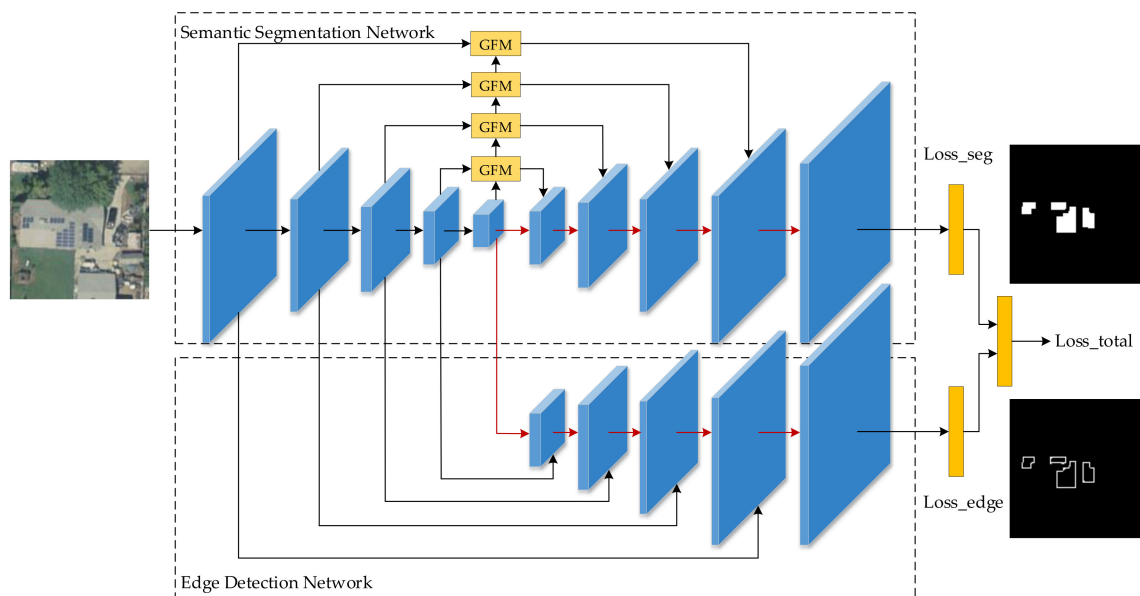 Semantic Segmentation Network
GFM
GFM
GFM
GFM
Loss_seg
Loss_total
Loss_edge
Edge Detection Network